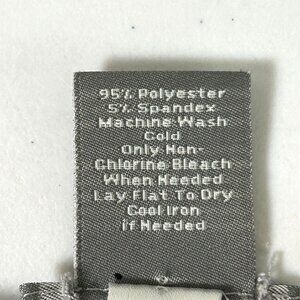 95% Polyester
5% Spandex
Machine Wash
Cold
Only Non-
Chlorine Bleach
When Needed
Lay Flat To Dry
Cool Iron
if Needed